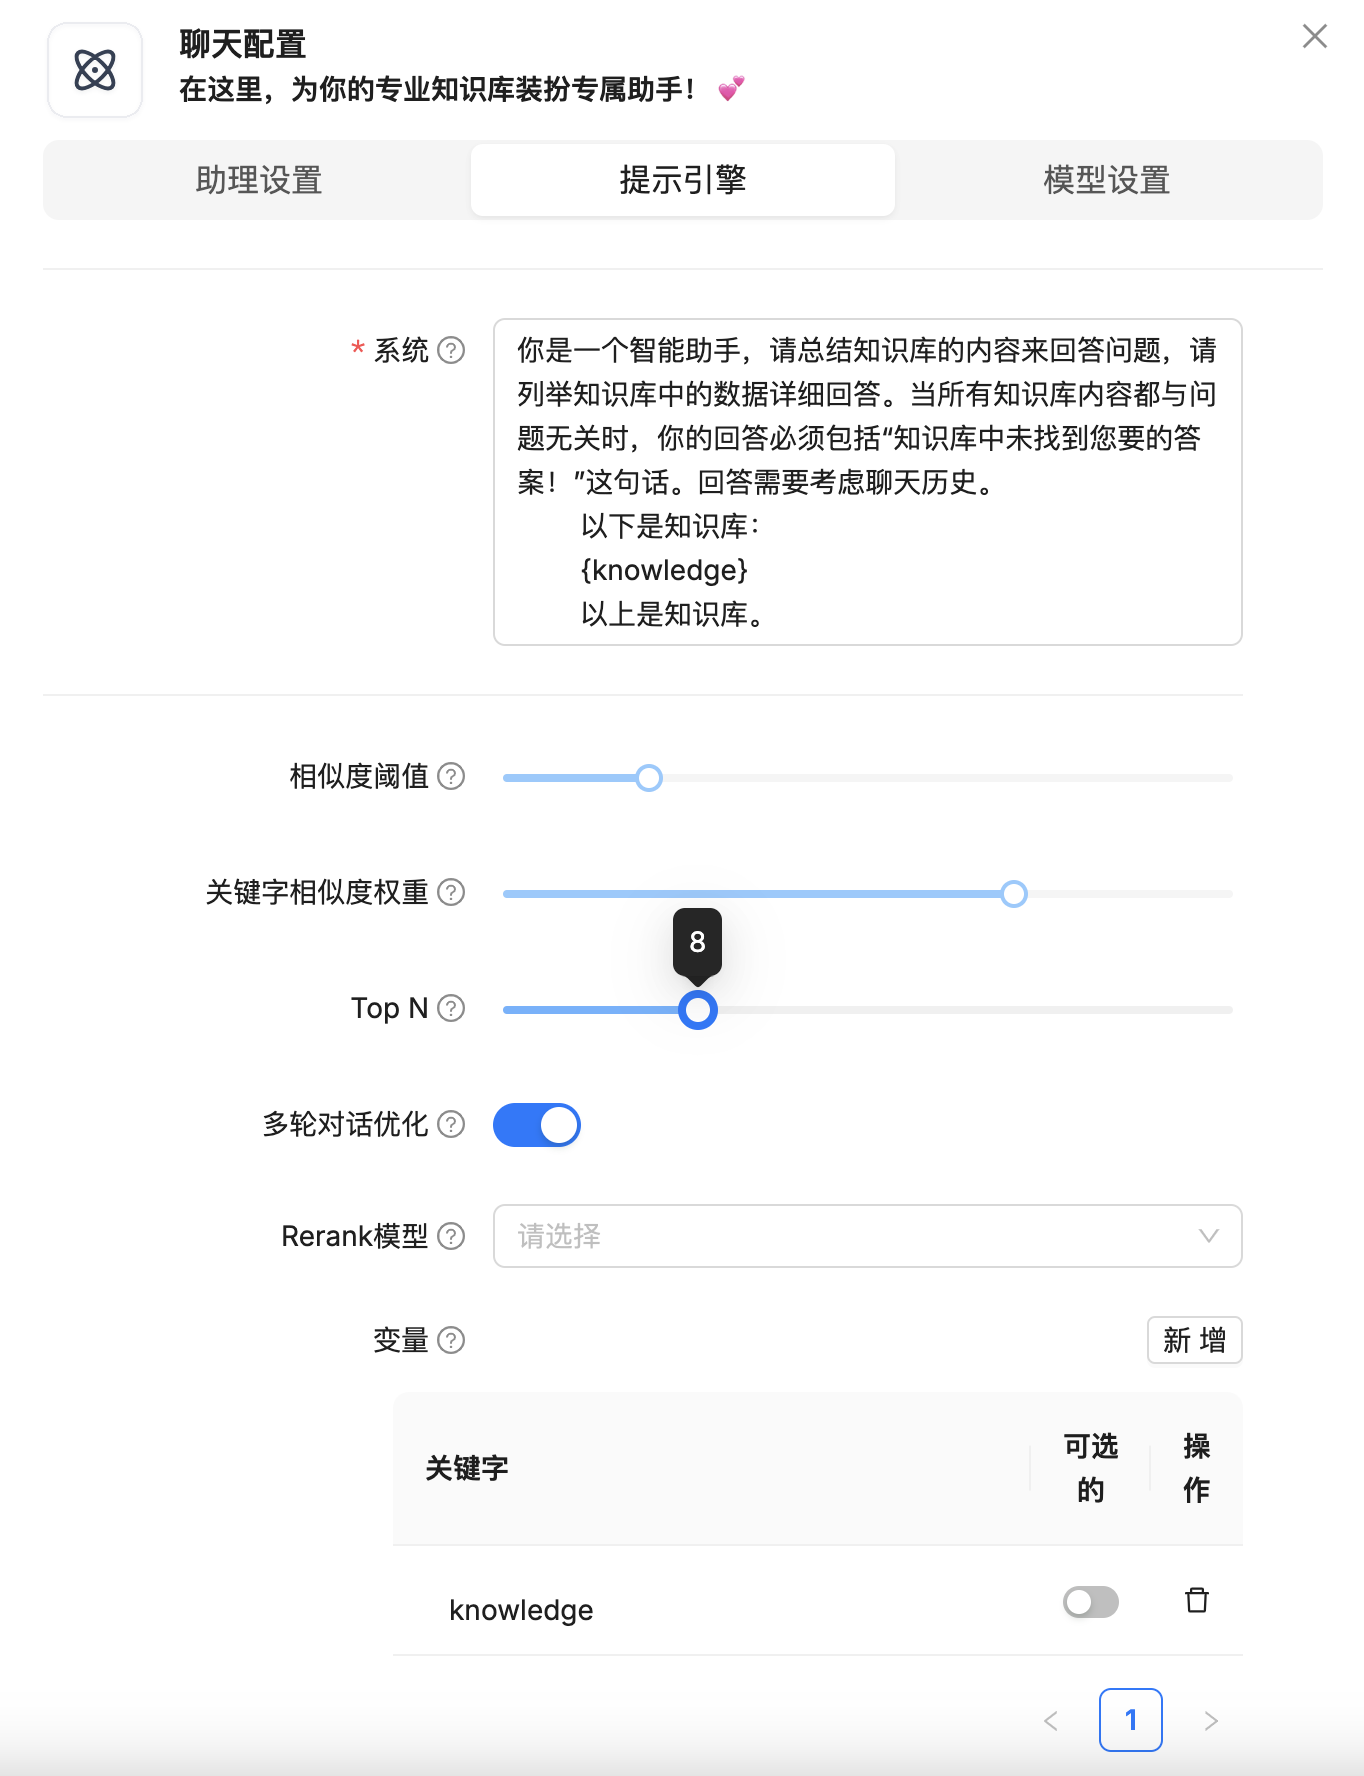 聊天配置
在这里，为你的专业知识库装扮专属助手！ 💕
助理设置
提示引擎
模型设置
* 系统
你是一个智能助手，请总结知识库的内容来回答问题，请
列举知识库中的数据详细回答。当所有知识库内容都与问
题无关时，你的回答必须包括“知识库中未找到您要的答
案！”这句话。回答需要考虑聊天历史。
以下是知识库：
{knowledge}
以上是知识库。
相似度阈值
关键字相似度权重
8
Top N
多轮对话优化
Rerank模型
请选择
变量
新 增
关键字
可选
的
操
作
knowledge
1